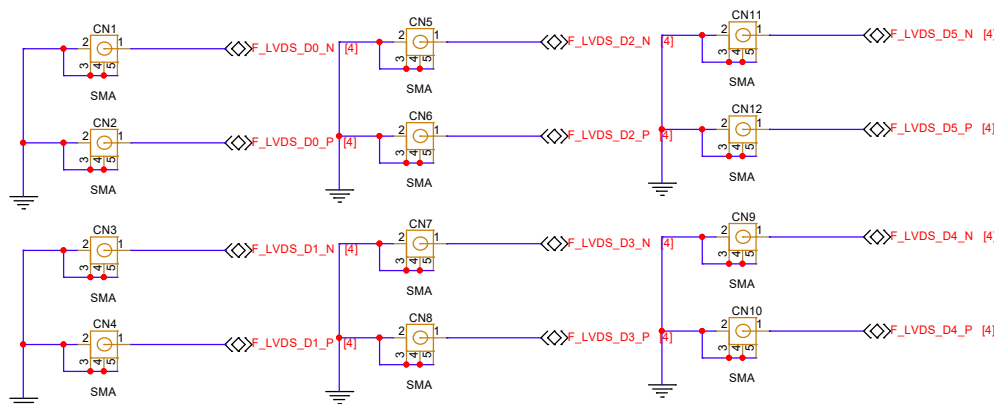 CN1
2 1
F_LVDS_D0_N [4]
3 4 5
SMA
CN2
2 1
F_LVDS_D0_P [4]
3 4 5
SMA
CN5
2 1
F_LVDS_D2_N [4]
3 4 5
SMA
CN6
2 1
F_LVDS_D2_P [4]
3 4 5
SMA
CN11
2 1
F_LVDS_D5_N [4]
3 4 5
SMA
CN12
2 1
F_LVDS_D5_P [4]
3 4 5
SMA
CN3
2 1
F_LVDS_D1_N [4]
3 4 5
SMA
CN4
2 1
F_LVDS_D1_P [4]
3 4 5
SMA
CN7
2 1
F_LVDS_D3_N [4]
3 4 5
SMA
CN8
2 1
F_LVDS_D3_P [4]
3 4 5
SMA
CN9
2 1
F_LVDS_D4_N [4]
3 4 5
SMA
CN10
2 1
F_LVDS_D4_P [4]
3 4 5
SMA